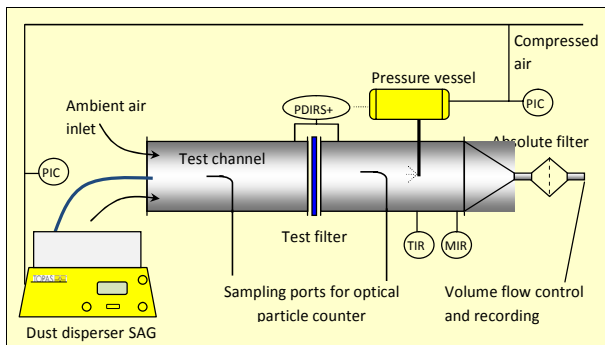 Compressed
air
Pressure vessel
PDIRS+
PIC
Ambient air
inlet
Absolute filter
Test channel
PIC
Test filter
TIR
MIR
TOPAS
Sampling ports for optical
particle counter
Volume flow control
and recording
Dust disperser SAG